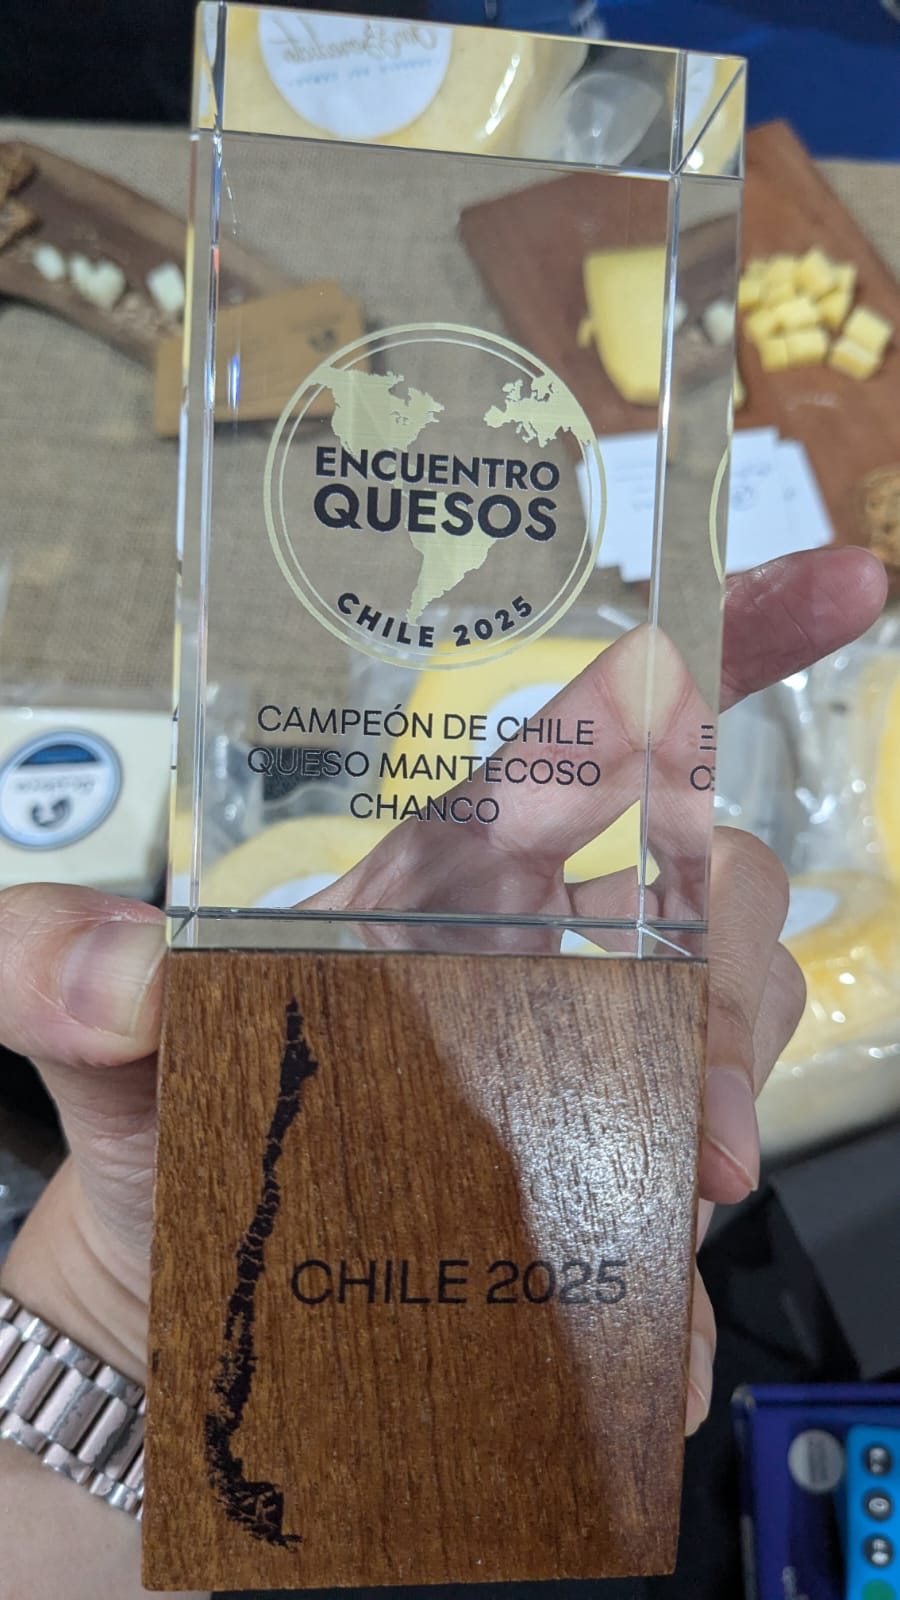 ENCUENTRO
QUESOS
CHILE 2025
CAMPEÓN DE CHILE
QUESO MANTECOSO
CHANCO
CHILE 2025